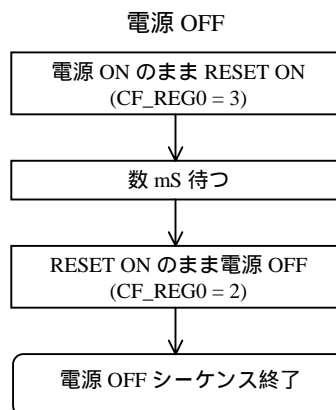 電源 OFF
電源 ON のまま RESET ON
(CF_REG0 = 3)
数 mS 待つ
RESET ON のまま電源 OFF
(CF_REG0 = 2)
電源 OFF シーケンス終了